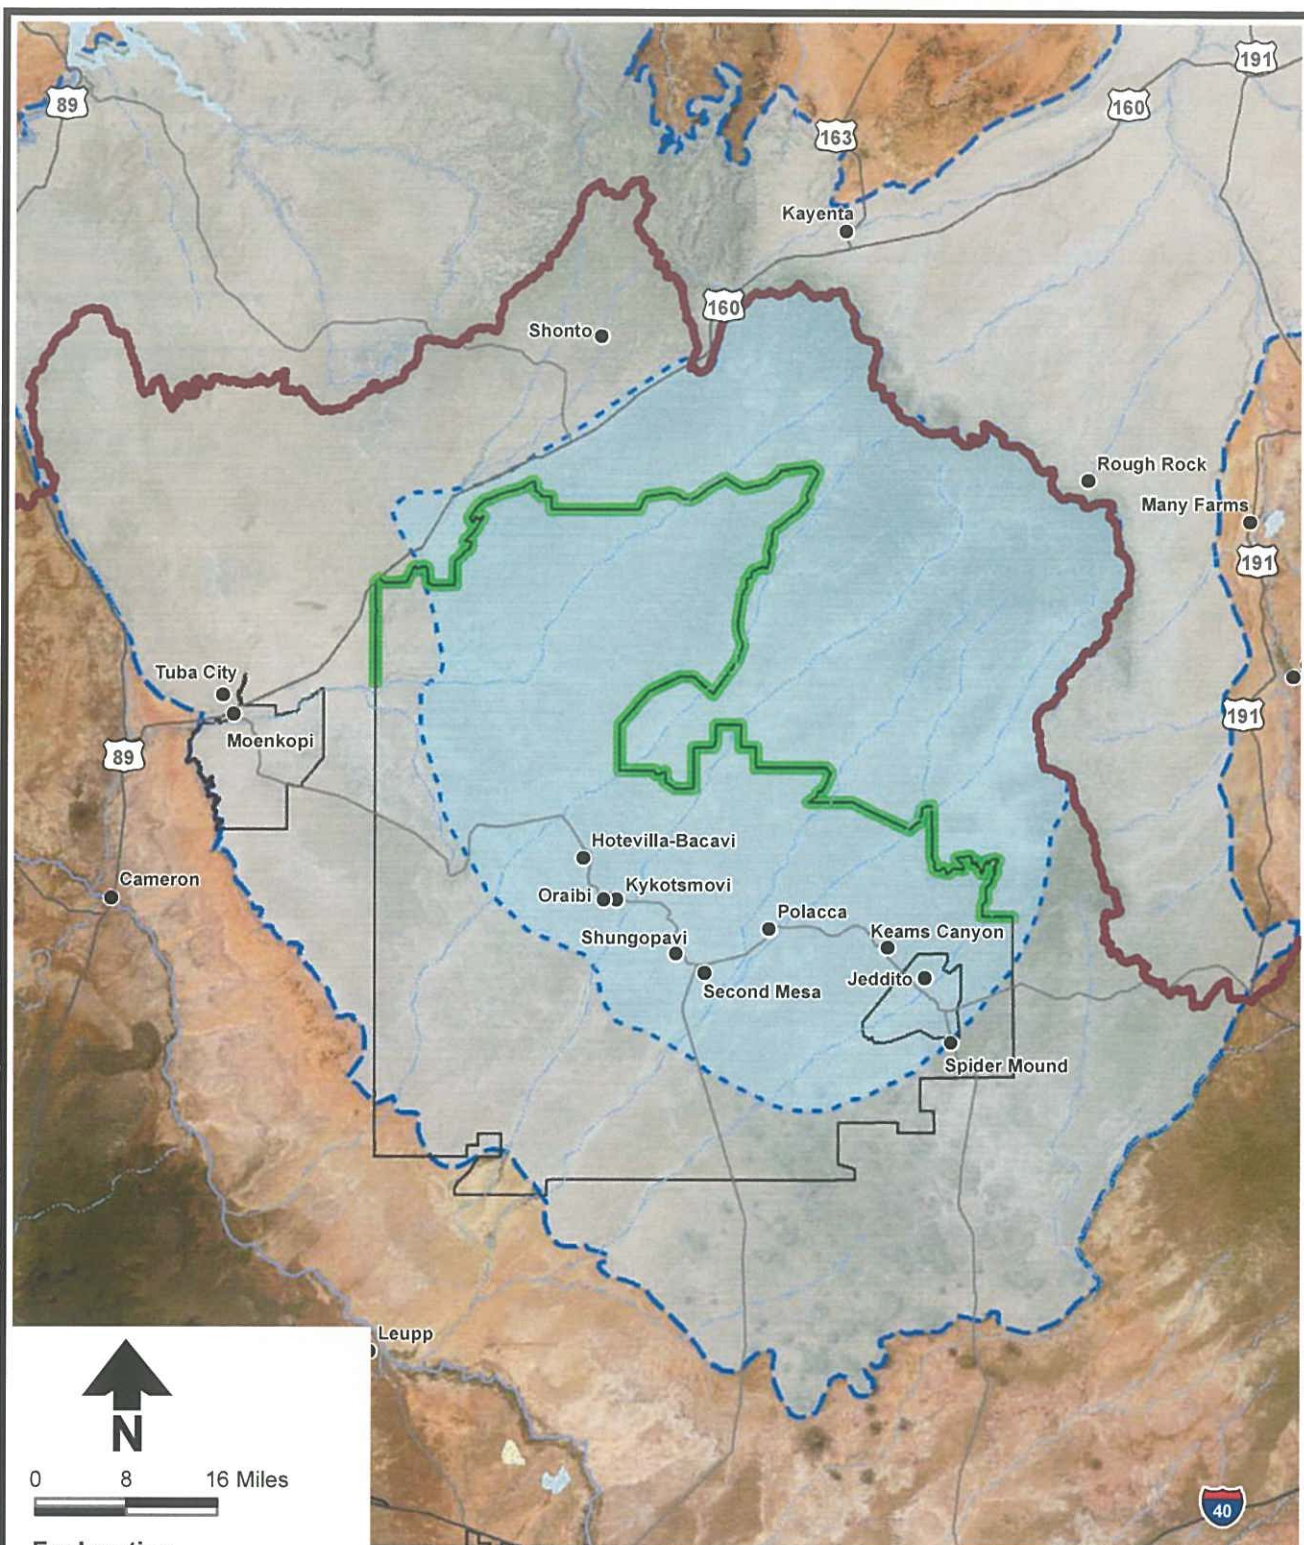 191
89
160
163
Kayenta
160
Shonto
Rough Rock
Many Farms
191
Tuba City
Moenkopi
191
89
Hotevilla-Bacavi
Cameron
Oraibi
Kykotsmovi
Polacca
Keams Canyon
Shungopavi
Jeddito
Second Mesa
Spider Mound
Leupp
N
0 8 16 Miles
40